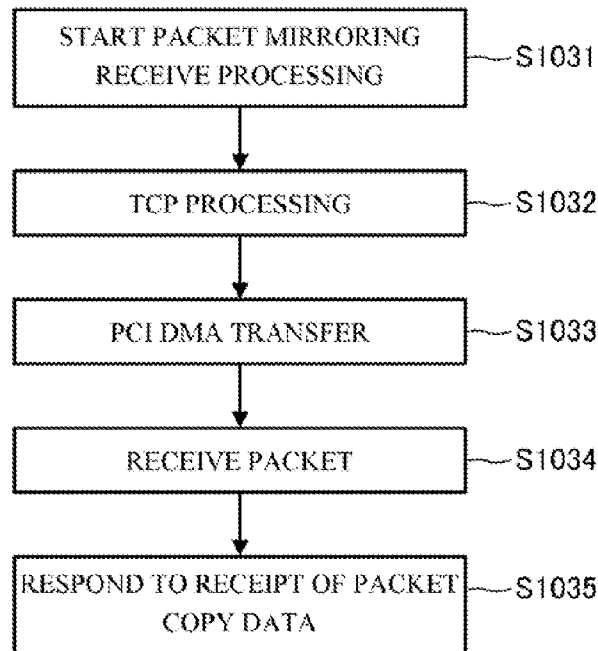 START PACKET MIRRORING
RECEIVE PROCESSING
S1031
TCP PROCESSING
S1032
PCI DMA TRANSFER
S1033
RECEIVE PACKET
S1034
RESPOND TO RECEIPT OF PACKET
COPY DATA
S1035